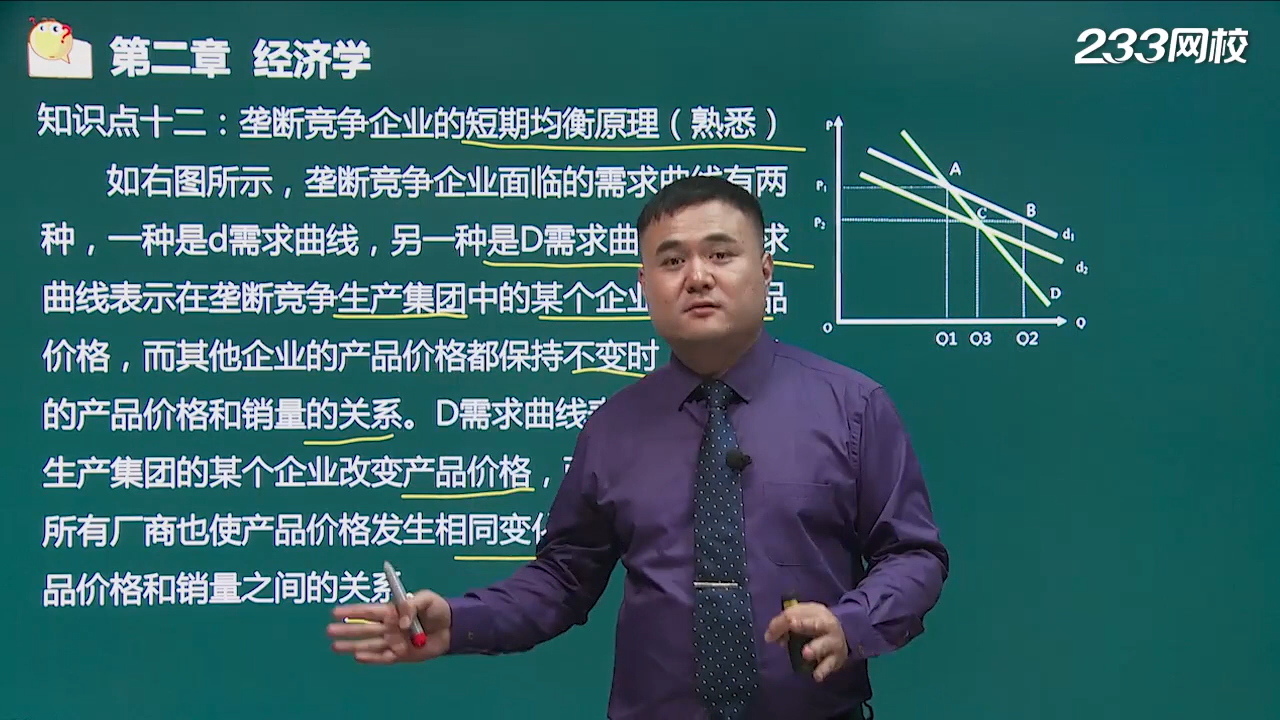 第二章 经济学
233网校
知识点十二：垄断竞争企业的短期均衡原理（熟悉）
如右图所示，垄断竞争企业面临的需求曲线有两
种，一种是d需求曲线，另一种是D需求曲 求
曲线表示在垄断竞争生产集团中的某个企业 品
价格，而其他企业的产品价格都保持不变时
的产品价格和销量的关系。D需求曲线
生产集团的某个企业改变产品价格，
所有厂商也使产品价格发生相同变化
品价格和销量之间的关系
P
A
P1
B
C
P2
d1
d2
D
O
Q
Q1 Q3 Q2